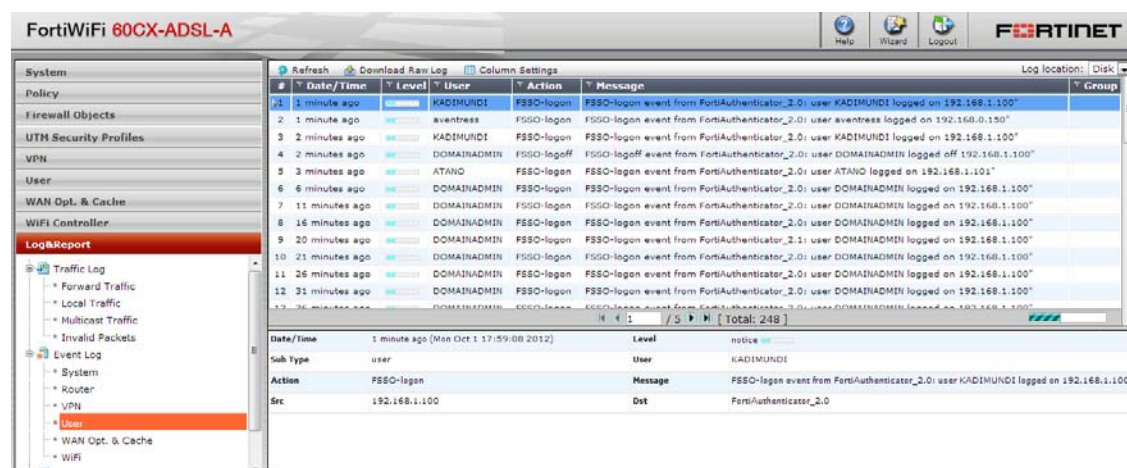 FortiWiFi 60CX-ADSL-A
Help Wizard Logout
FORTINET
System
Policy
Firewall Objects
UTM Security Profiles
VPN
User
WAN Opt. & Cache
WiFi Controller
Log&Report
Traffic Log
Forward Traffic
Local Traffic
Multicast Traffic
Invalid Packets
Event Log
System
Router
VPN
User
WAN Opt. & Cache
WiFi
Refresh Download Raw Log Column Settings Log location: Disk
# Date/Time Level User Action Message Group
1 1 minute ago KADIMUNDI FSSO-logon FSSO-logon event from FortiAuthenticator_2.0: user KADIMUNDI logged on 192.168.1.100"
2 1 minute ago aventress FSSO-logon FSSO-logon event from FortiAuthenticator_2.0: user aventress logged on 192.168.0.150"
3 2 minutes ago KADIMUNDI FSSO-logon FSSO-logon event from FortiAuthenticator_2.0: user KADIMUNDI logged on 192.168.1.100"
4 2 minutes ago DOMAINADMIN FSSO-logoff FSSO-logoff event from FortiAuthenticator_2.0: user DOMAINADMIN logged off 192.168.1.100"
5 3 minutes ago ATANO FSSO-logon FSSO-logon event from FortiAuthenticator_2.0: user ATANO logged on 192.168.1.101"
6 6 minutes ago DOMAINADMIN FSSO-logon FSSO-logon event from FortiAuthenticator_2.0: user DOMAINADMIN logged on 192.168.1.100"
7 11 minutes ago DOMAINADMIN FSSO-logon FSSO-logon event from FortiAuthenticator_2.0: user DOMAINADMIN logged on 192.168.1.100"
8 16 minutes ago DOMAINADMIN FSSO-logon FSSO-logon event from FortiAuthenticator_2.0: user DOMAINADMIN logged on 192.168.1.100"
9 20 minutes ago DOMAINADMIN FSSO-logon FSSO-logon event from FortiAuthenticator_2.1: user DOMAINADMIN logged on 192.168.1.100"
10 21 minutes ago DOMAINADMIN FSSO-logon FSSO-logon event from FortiAuthenticator_2.0: user DOMAINADMIN logged on 192.168.1.100"
11 26 minutes ago DOMAINADMIN FSSO-logon FSSO-logon event from FortiAuthenticator_2.0: user DOMAINADMIN logged on 192.168.1.100"
12 31 minutes ago DOMAINADMIN FSSO-logon FSSO-logon event from FortiAuthenticator_2.0: user DOMAINADMIN logged on 192.168.1.100"
1 / 5 [ Total: 248 ]
Date/Time 1 minute ago (Mon Oct 1 17:59:08 2012) Level notice
Sub Type user User KADIMUNDI
Action FSSO-logon Message FSSO-logon event from FortiAuthenticator_2.0: user KADIMUNDI logged on 192.168.1.100
Src 192.168.1.100 Dst FortiAuthenticator_2.0